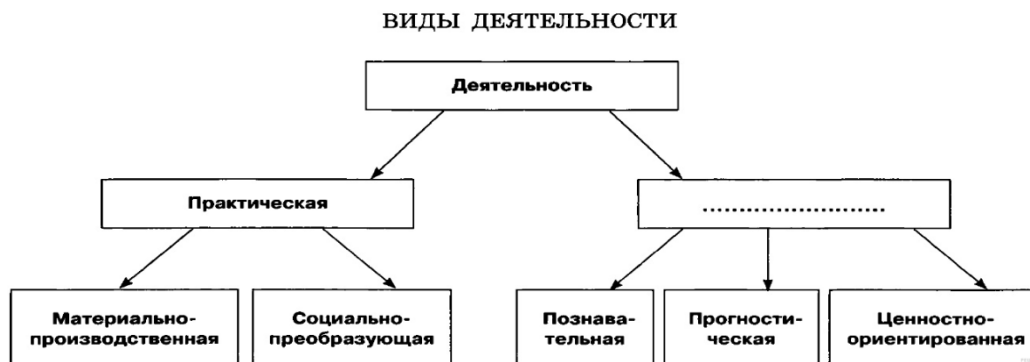 ВИДЫ ДЕЯТЕЛЬНОСТИ
Деятельность
Практическая
.........................
Материально-
производственная
Социально-
преобразующая
Познава-
тельная
Прогности-
ческая
Ценностно-
ориентированная